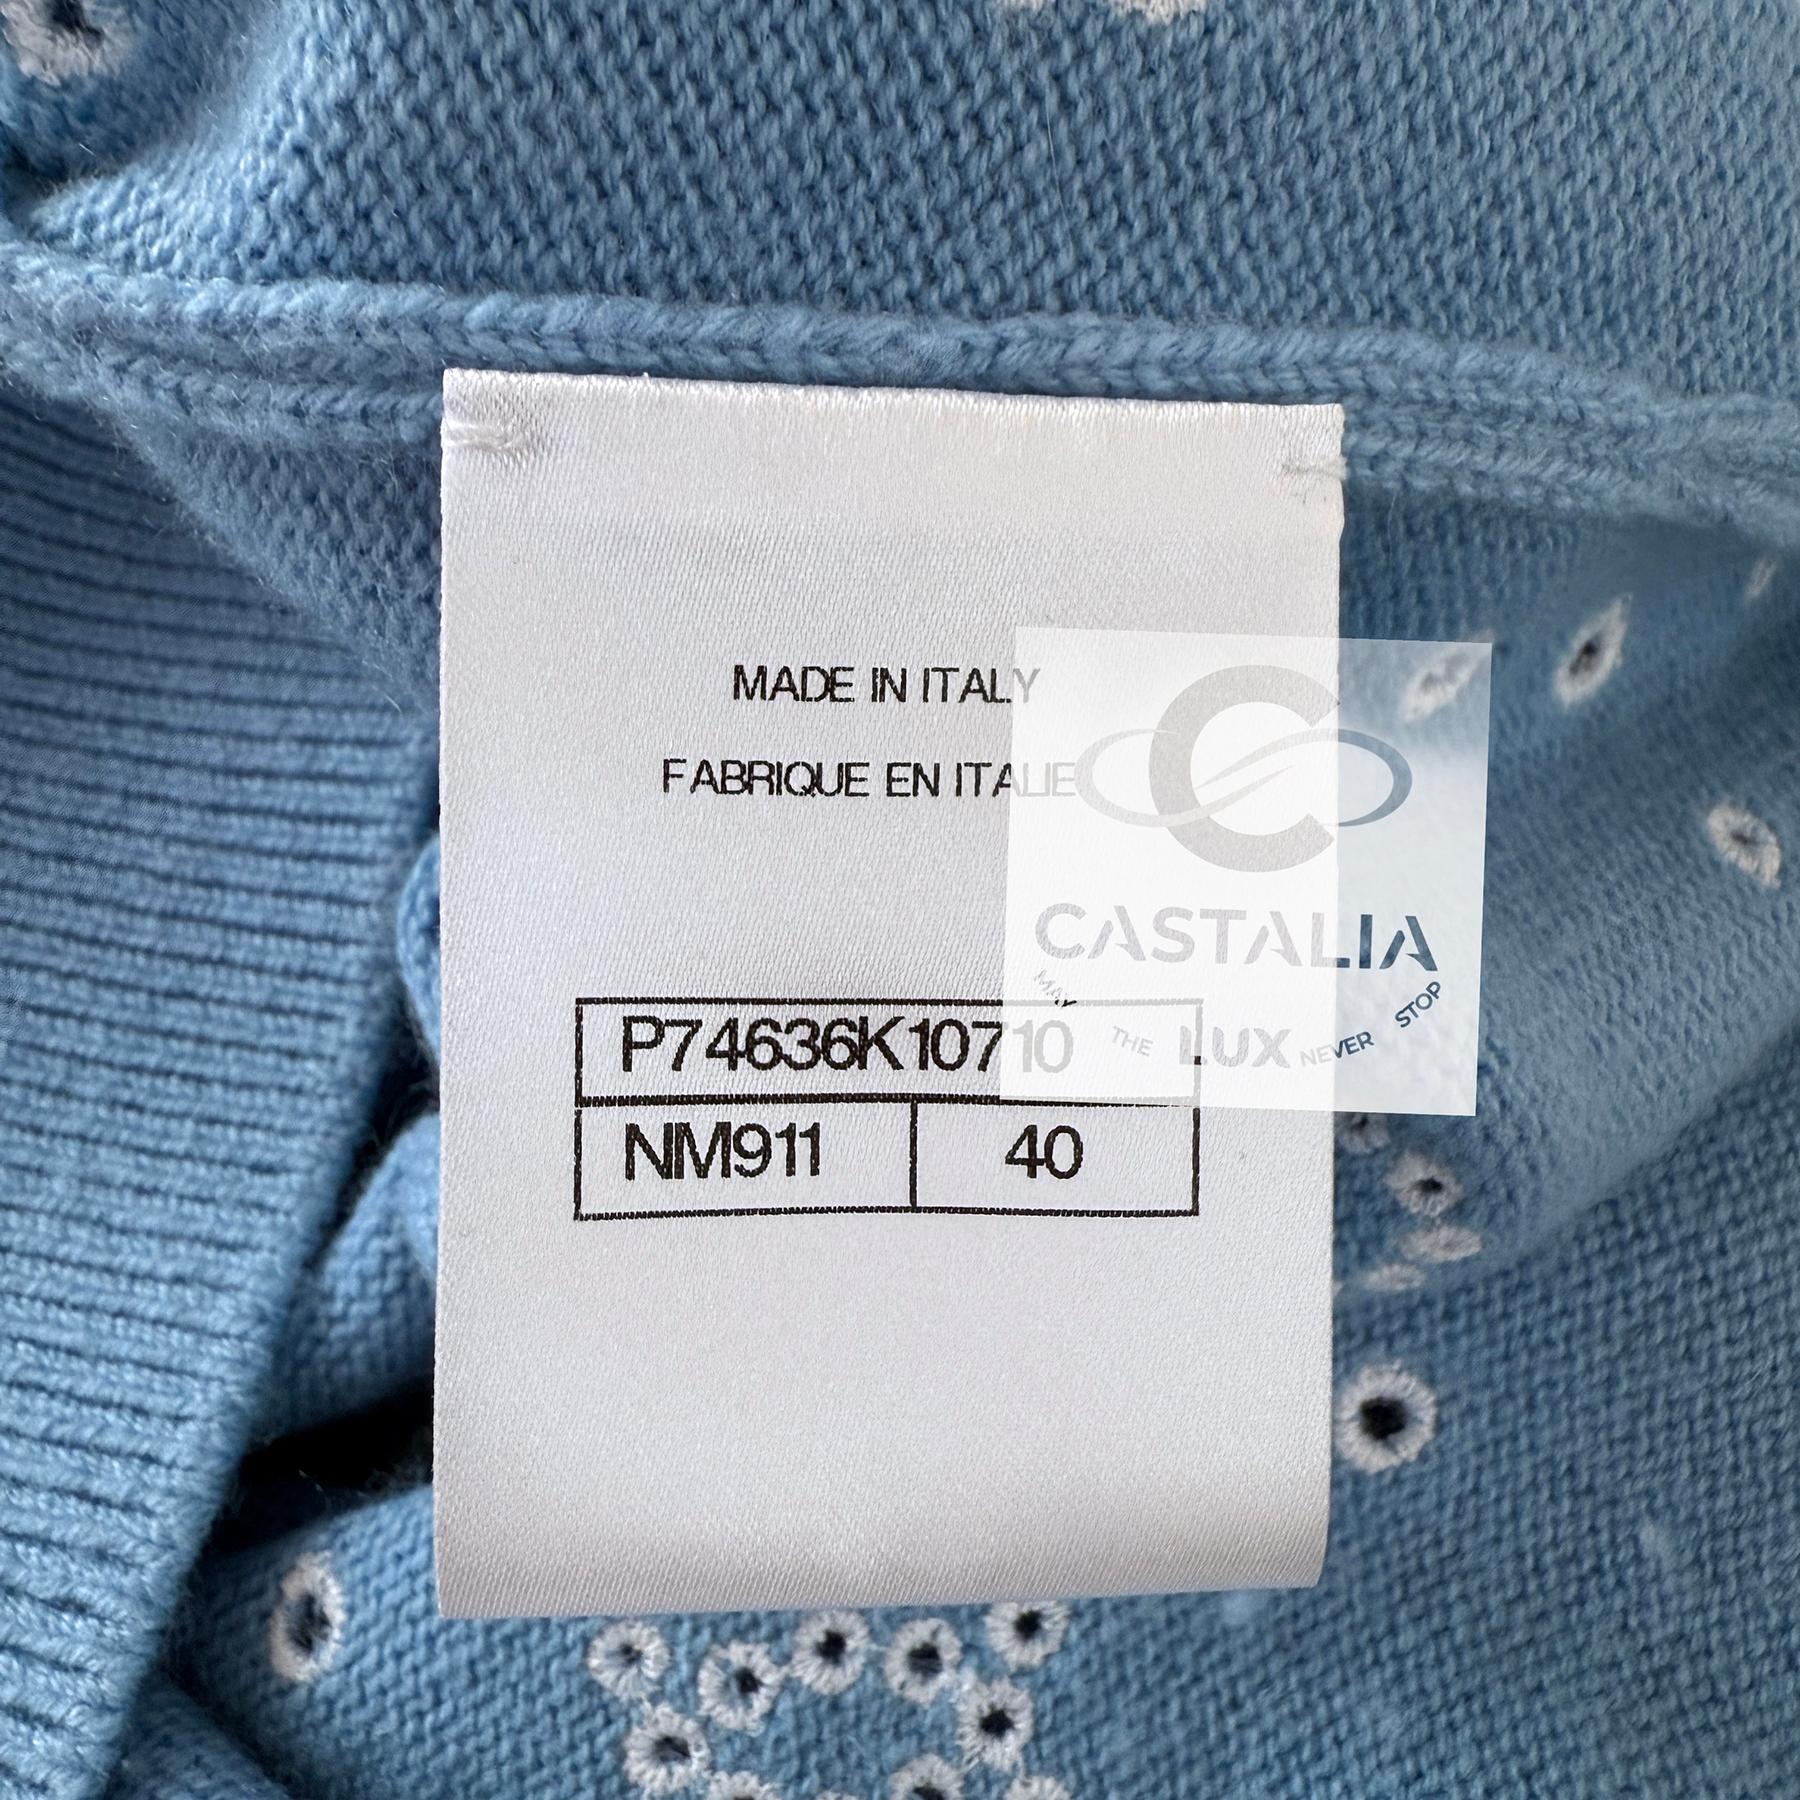 MADE IN ITALY
FABRIQUE EN ITALIE
CASTALIA
MAY THE LUX NEVER STOP
P74636K10710
NM911 40